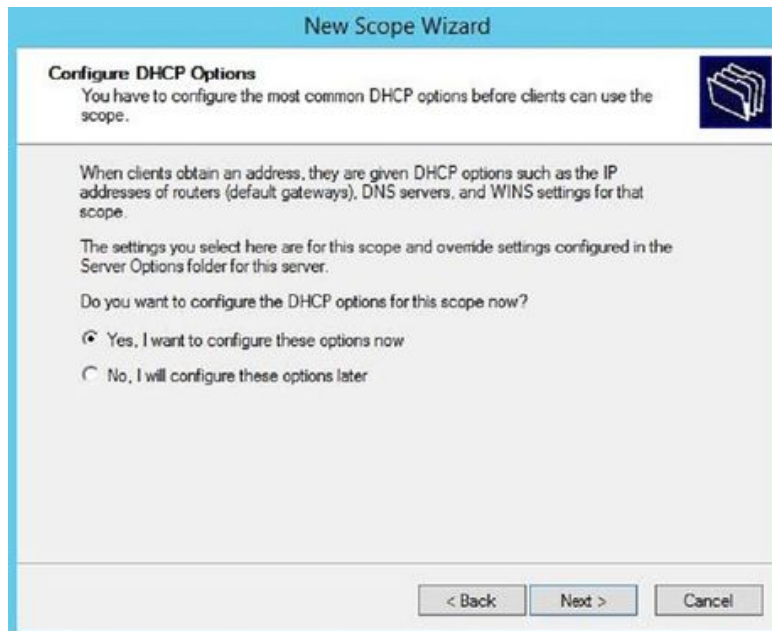 New Scope Wizard
Configure DHCP Options
You have to configure the most common DHCP options before clients can use the
scope.
When clients obtain an address, they are given DHCP options such as the IP
addresses of routers (default gateways), DNS servers, and WINS settings for that
scope.
The settings you select here are for this scope and override settings configured in the
Server Options folder for this server.
Do you want to configure the DHCP options for this scope now?
Yes, I want to configure these options now
No, I will configure these options later
< Back
Next >
Cancel